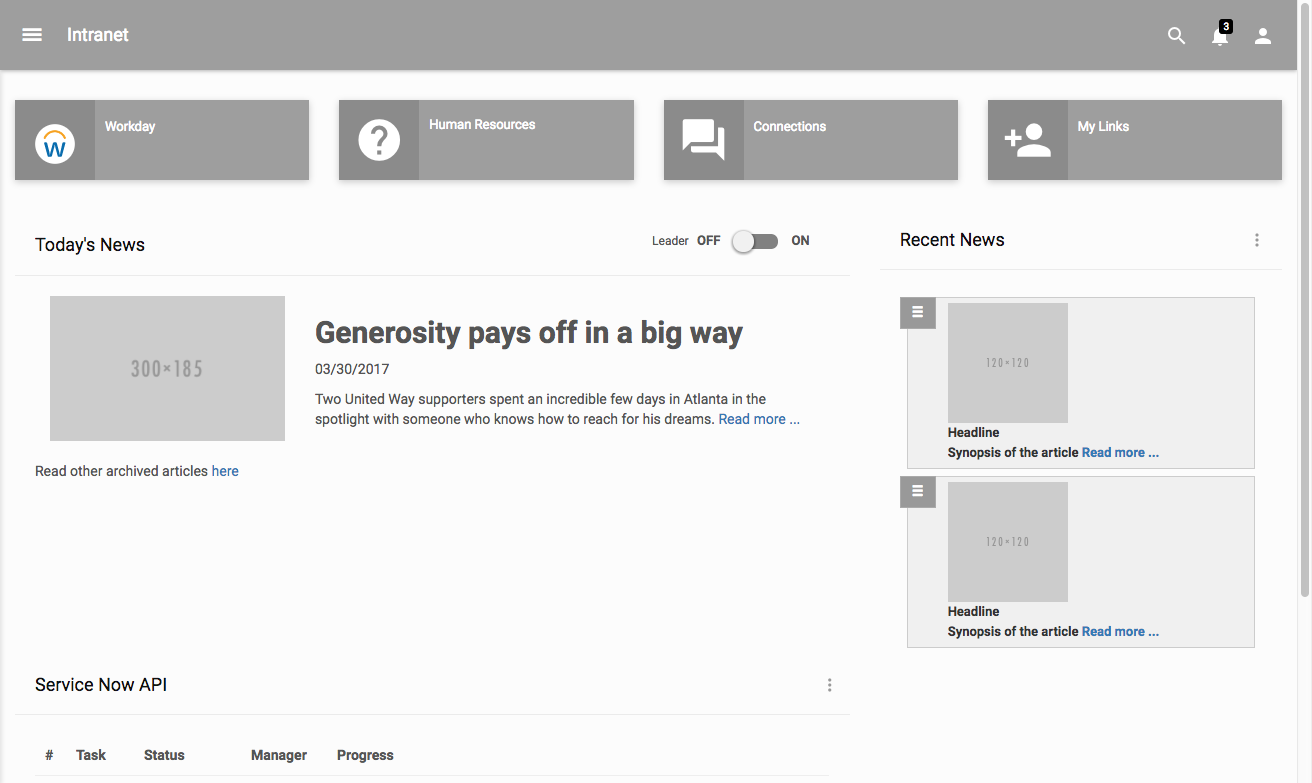 Intranet
3
W
Workday
?
Human Resources
Connections
My Links
Today's News
Leader OFF ON
300×185
Generosity pays off in a big way
03/30/2017
Two United Way supporters spent an incredible few days in Atlanta in the
spotlight with someone who knows how to reach for his dreams. Read more ...
Read other archived articles here
Recent News
120×120
Headline
Synopsis of the article Read more ...
120×120
Headline
Synopsis of the article Read more ...
Service Now API
# Task Status Manager Progress